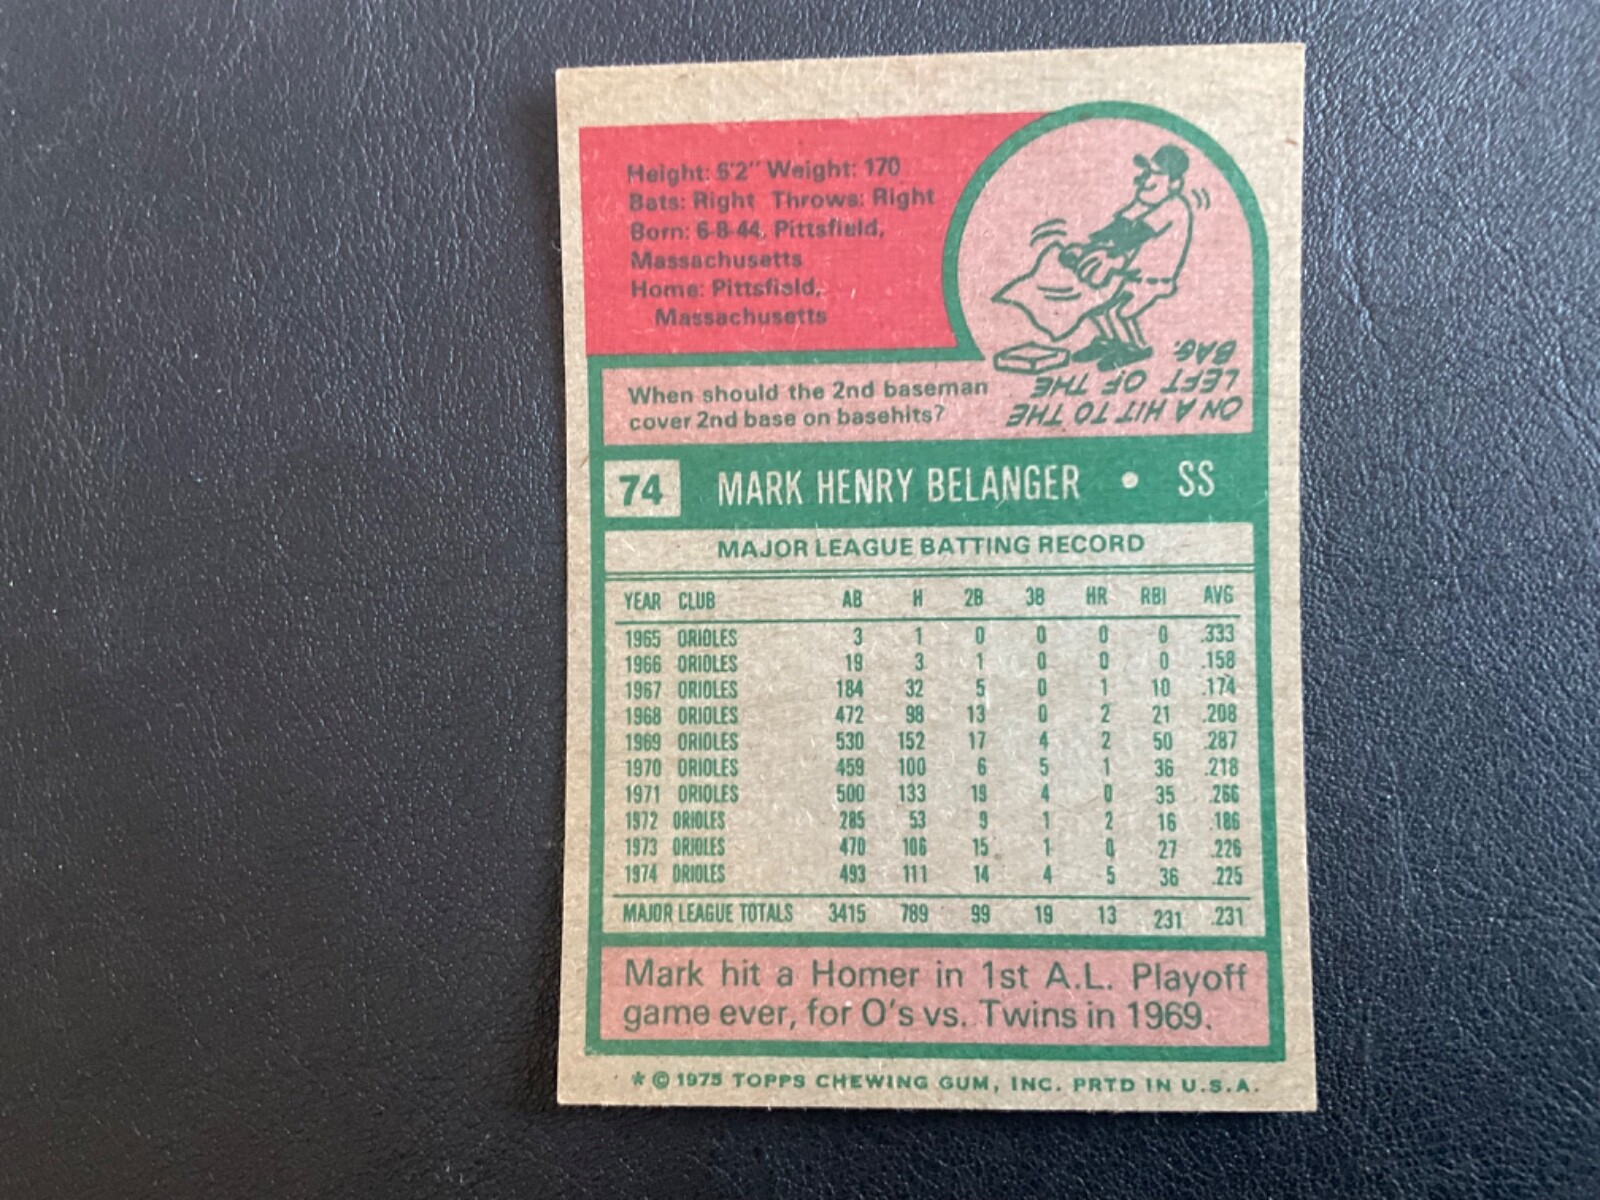 Height: 6'2" Weight: 170
Bats: Right Throws: Right
Born: 6-8-44, Pittsfield,
Massachusetts
Home: Pittsfield,
Massachusetts
When should the 2nd baseman
cover 2nd base on basehits?
ON A HIT TO THE
LEFT OF THE
BAG.
74 MARK HENRY BELANGER • SS
MAJOR LEAGUE BATTING RECORD
YEAR CLUB AB H 2B 3B HR RBI AVG
1965 ORIOLES 3 1 0 0 0 0 .333
1966 ORIOLES 19 3 1 0 0 0 .158
1967 ORIOLES 184 32 5 0 1 10 .174
1968 ORIOLES 472 98 13 0 2 21 .208
1969 ORIOLES 530 152 17 4 2 50 .287
1970 ORIOLES 459 100 6 5 1 36 .218
1971 ORIOLES 500 133 19 4 0 35 .266
1972 ORIOLES 285 53 9 1 2 16 .186
1973 ORIOLES 470 106 15 1 0 27 .226
1974 ORIOLES 493 111 14 4 5 36 .225
MAJOR LEAGUE TOTALS 3415 789 99 19 13 231 .231
Mark hit a Homer in 1st A.L. Playoff
game ever, for O's vs. Twins in 1969.
* © 1975 TOPPS CHEWING GUM, INC. PRTD IN U.S.A.